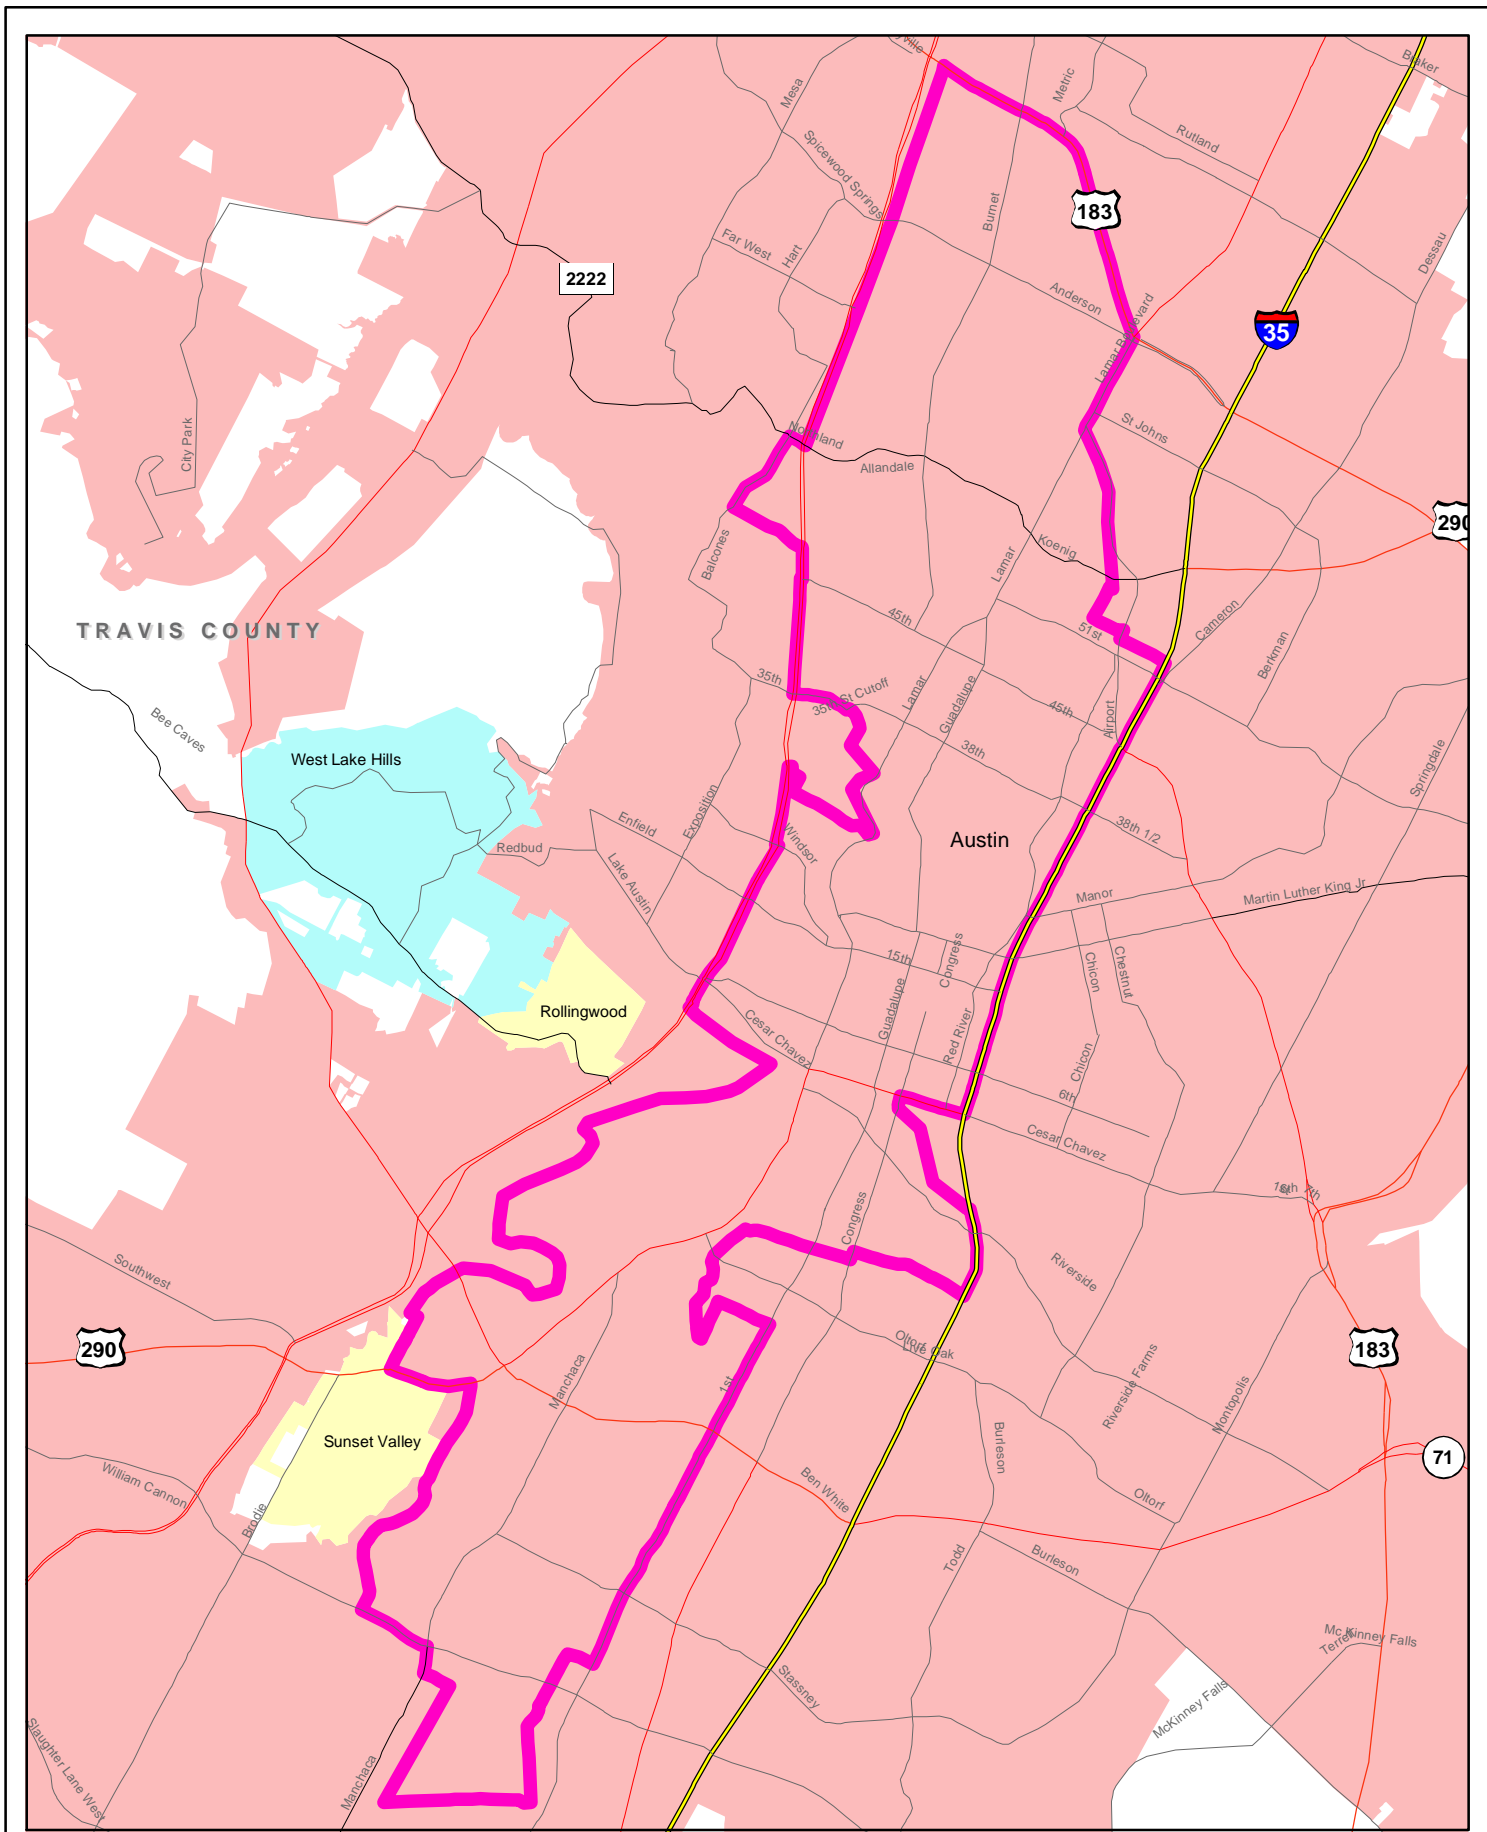 Braker
Mesa
Metric
Rutland
Spicewood Springs
183
Burnet
Far West
Hart
Dessau
2222
Anderson
Lamar Boulevard
35
St Johns
Northland
Allandale
City Park
290
Koenig
Balcones
Lamar
45th
51st
Cameron
TRAVIS COUNTY
Berkman
35th
35th St Cutoff
Lamar
Guadalupe
45th
Airport
Bee Caves
38th
West Lake Hills
Springdale
Exposition
Enfield
Windsor
38th 1/2
Austin
Redbud
Lake Austin
Manor
Martin Luther King Jr
15th
Congress
Chicon
Chestnut
Rollingwood
Guadalupe
Cesar Chavez
Red River
Chicon
6th
Cesar Chavez
7th
Congress
Southwest
Riverside
290
Oltorf
Live Oak
183
Manchaca
1st
Riverside Farms
Montopolis
Sunset Valley
Burleson
71
William Cannon
Ben White
Oltorf
Brodie
Todd
Burleson
Mc Kinney Falls
Terrell
Stassney
McKinney Falls
Slaughter Lane West
Manchaca